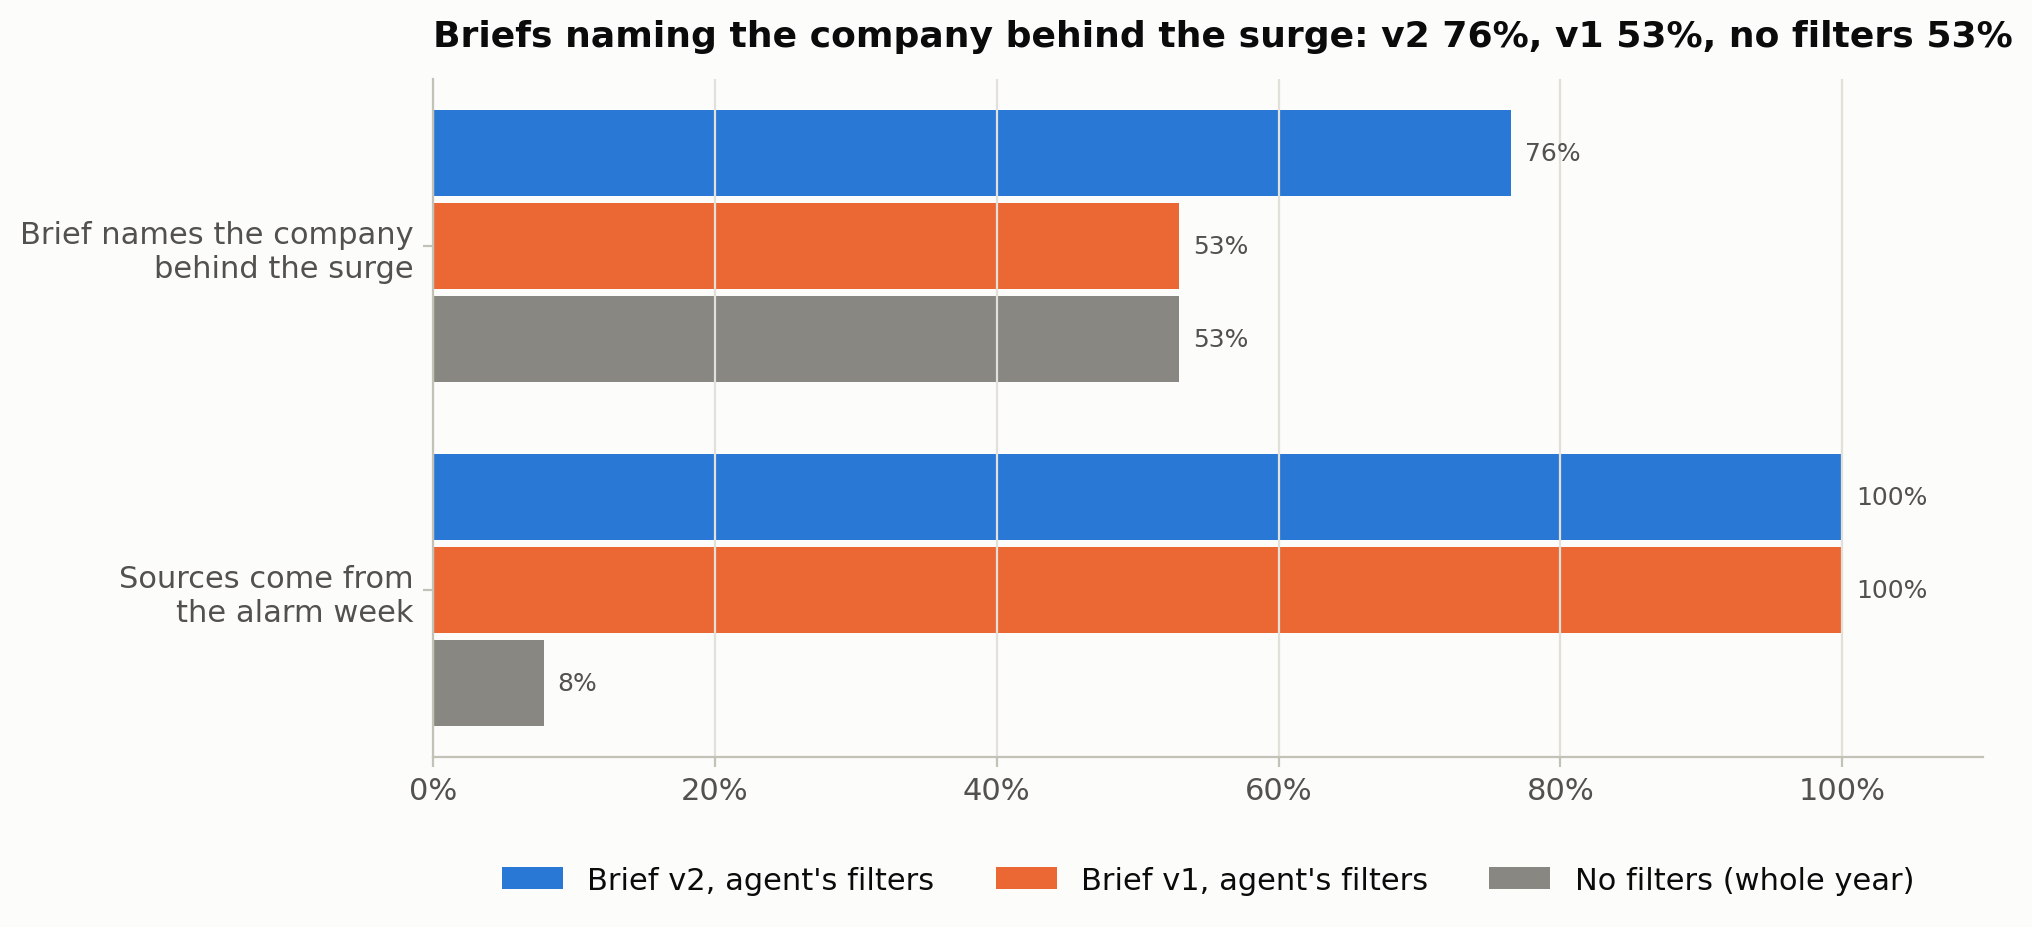 Briefs naming the company behind the surge: v2 76%, v1 53%, no filters 53%
76%
Brief names the company
behind the surge
53%
53%
100%
Sources come from
the alarm week
100%
8%
0% 20% 40% 60% 80% 100%
Brief v2, agent's filters Brief v1, agent's filters No filters (whole year)